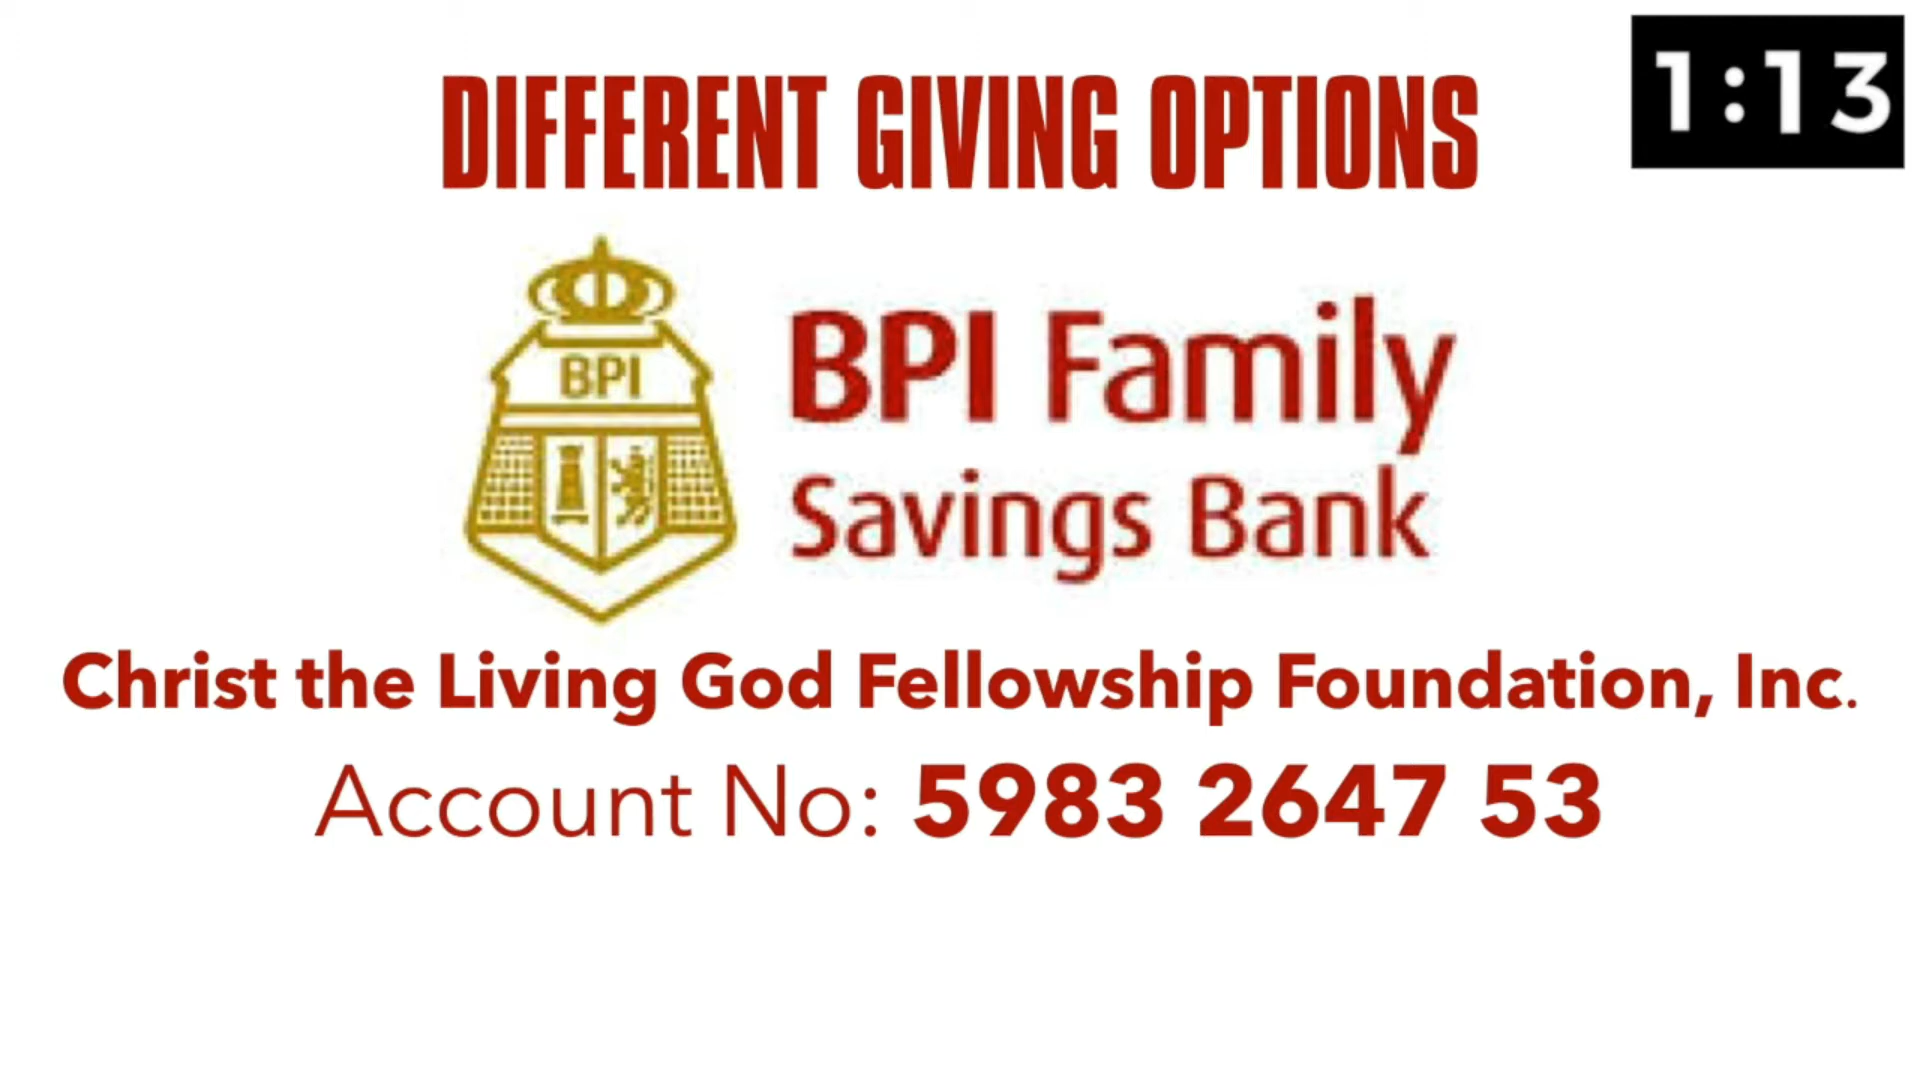 DIFFERENT GIVING OPTIONS
1:13
BPI
BPI Family
Savings Bank
Christ the Living God Fellowship Foundation, Inc.
Account No: 5983 2647 53